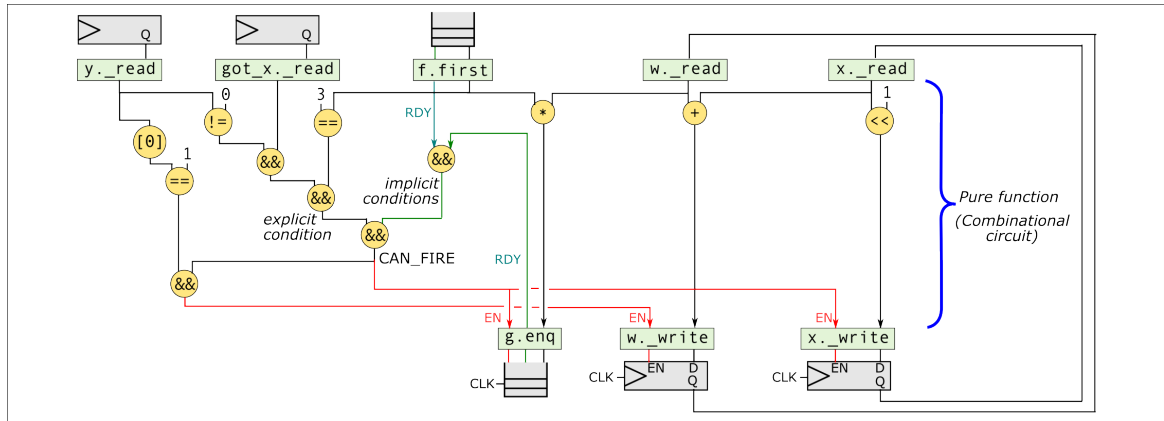 Q
Q
y._read
got_x._read
f.first
w._read
x._read
0
3
1
!=
==
RDY
*
+
<<
[0]
1
&&
&&
==
implicit
conditions
&&
explicit
condition
&&
Pure function
(Combinational
circuit)
CAN_FIRE
RDY
&&
EN
EN
EN
g.enq
w._write
x._write
CLK
CLK
EN
D
Q
CLK
EN
D
Q